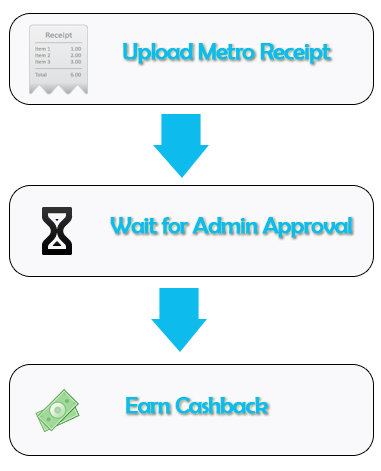 Receipt
Item 1 1.00
Item 2 2.00
Item 3 3.00
Total 6.00
Upload Metro Receipt
Wait for Admin Approval
Earn Cashback